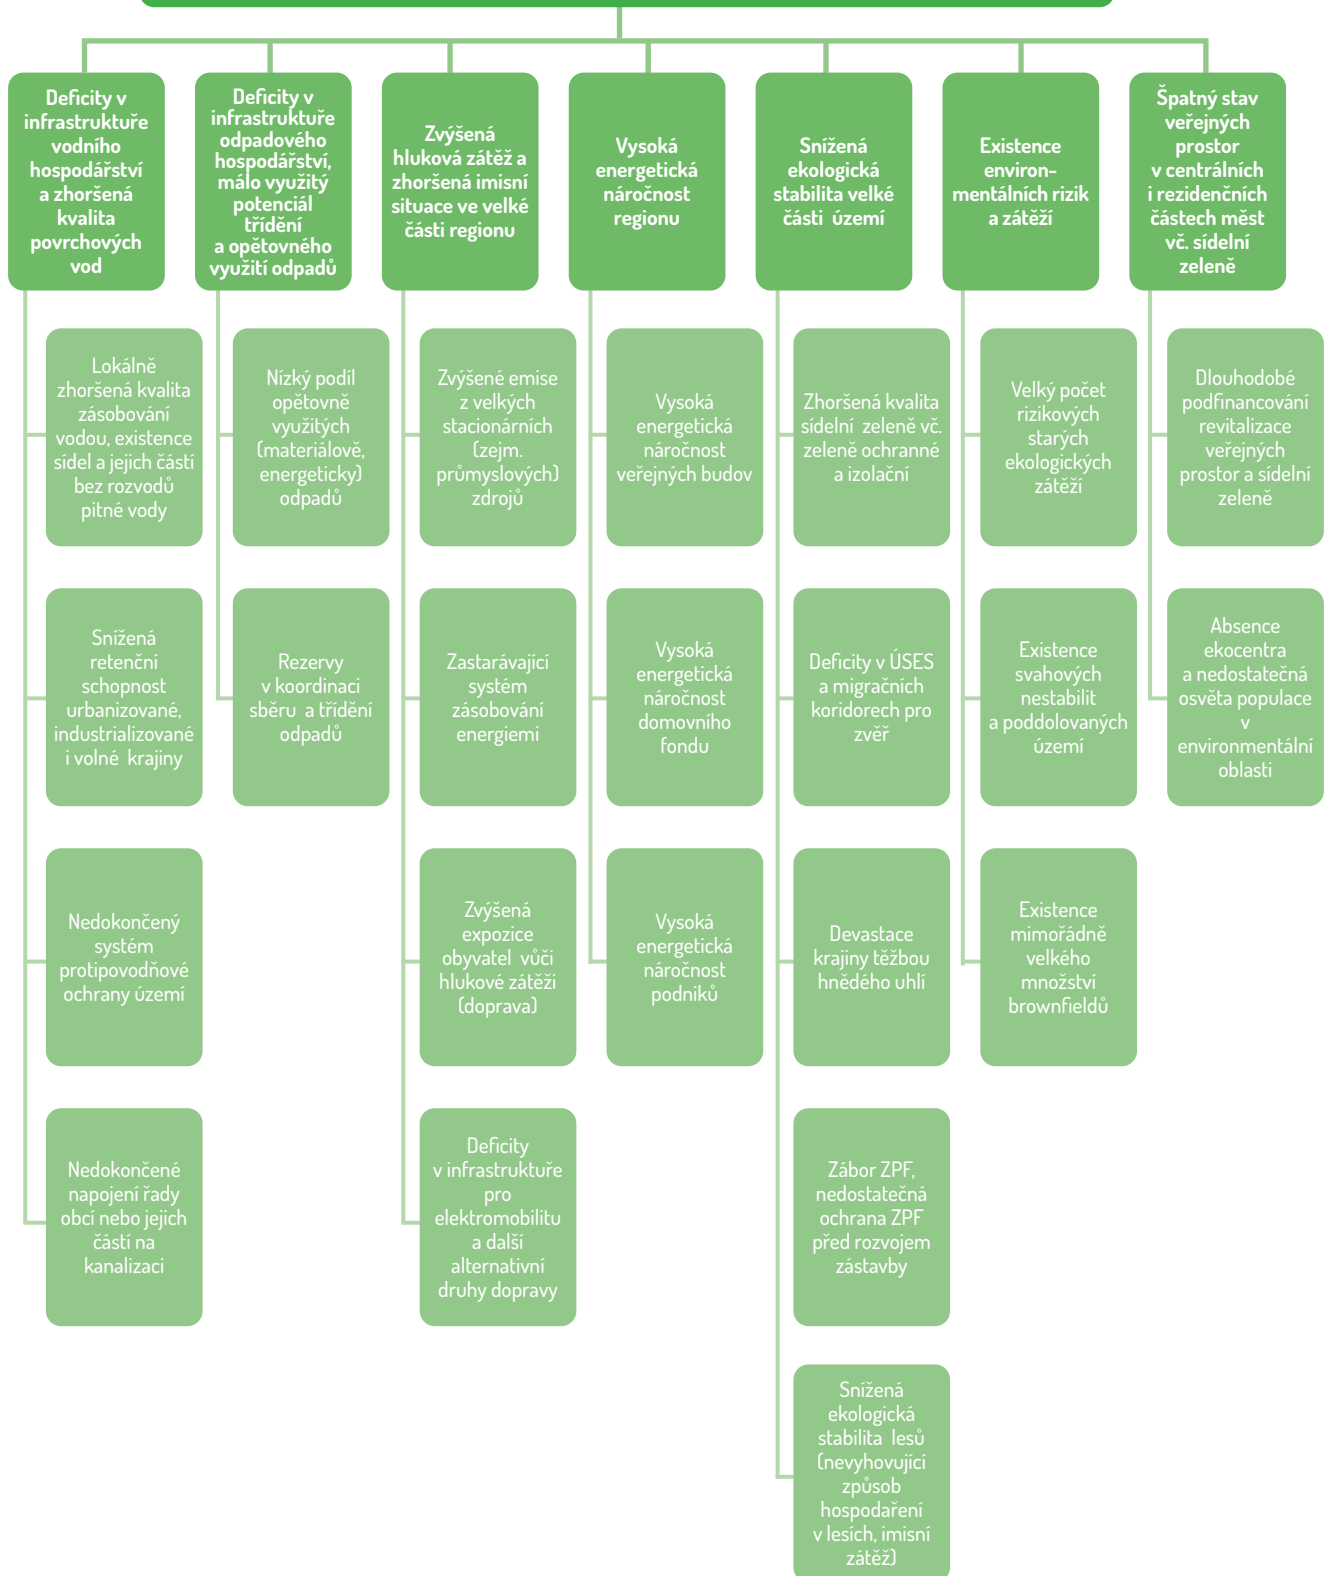 Deficity v
infrastruktuře
vodního
hospodářství
a zhoršená
kvalita
povrchových
vod
Deficity v
infrastruktuře
odpadového
hospodářství,
málo využitý
potenciál
třídění
a opětovného
využití odpadů
Zvýšená
hluková zátěž a
zhoršená imisní
situace ve velké
části regionu
Vysoká
energetická
náročnost
regionu
Snížená
ekologická
stabilita velké
části území
Existence
environ-
mentálních rizik
a zátěží
Špatný stav
veřejných
prostor
v centrálních
i rezidenčních
částech měst
vč. sídelní
zeleně
Lokálně
zhoršená kvalita
zásobování
vodou, existence
sídel a jejich částí
bez rozvodů
pitné vody
Nízký podíl
opětovně
využitých
(materiálově,
energeticky)
odpadů
Zvýšené emise
z velkých
stacionárních
(zejm.
průmyslových)
zdrojů
Vysoká
energetická
náročnost
veřejných budov
Zhoršená kvalita
sídelní zeleně vč.
zeleně ochranné
a izolační
Velký počet
rizikových
starých
ekologických
zátěží
Dlouhodobé
podfinancování
revitalizace
veřejných
prostor a sídelní
zeleně
Snížená
retenční
schopnost
urbanizované,
industrializované
i volné krajiny
Rezervy
v koordinaci
sběru a třídění
odpadů
Zastarávající
systém
zásobování
energiemi
Vysoká
energetická
náročnost
domovního
fondu
Deficity v ÚSES
a migračních
koridorech pro
zvěř
Existence
svahových
nestabilit
a poddolovaných
území
Absence
ekocentra
a nedostatečná
osvěta populace
v
environmentální
oblasti
Nedokončený
systém
protipovodňové
ochrany území
Zvýšená
expozice
obyvatel vůči
hlukové zátěži
(doprava)
Vysoká
energetická
náročnost
podniků
Devastace
krajiny těžbou
hnědého uhlí
Existence
mimořádně
velkého
množství
brownfieldů
Nedokončené
napojení řady
obcí nebo jejich
částí na
kanalizaci
Deficity
v infrastruktuře
pro
elektromobilitu
a další
alternativní
druhy dopravy
Zábor ZPF,
nedostatečná
ochrana ZPF
před rozvojem
zástavby
Snížená
ekologická
stabilita lesů
(nevyhovující
způsob
hospodaření
v lesích, imisní
zátěž)